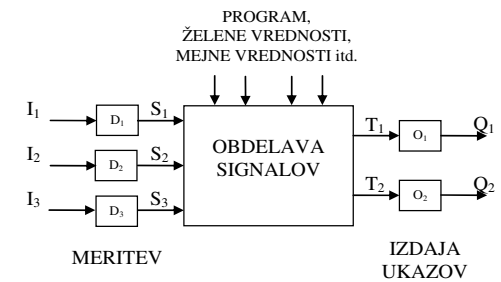 PROGRAM,
ŽELENE VREDNOSTI,
MEJNE VREDNOSTI itd.
I1 D1 S1
I2 D2 S2
I3 D3 S3
OBDELAVA
SIGNALOV
T1 O1 Q1
T2 O2 Q2
MERITEV
IZDAJA
UKAZOV